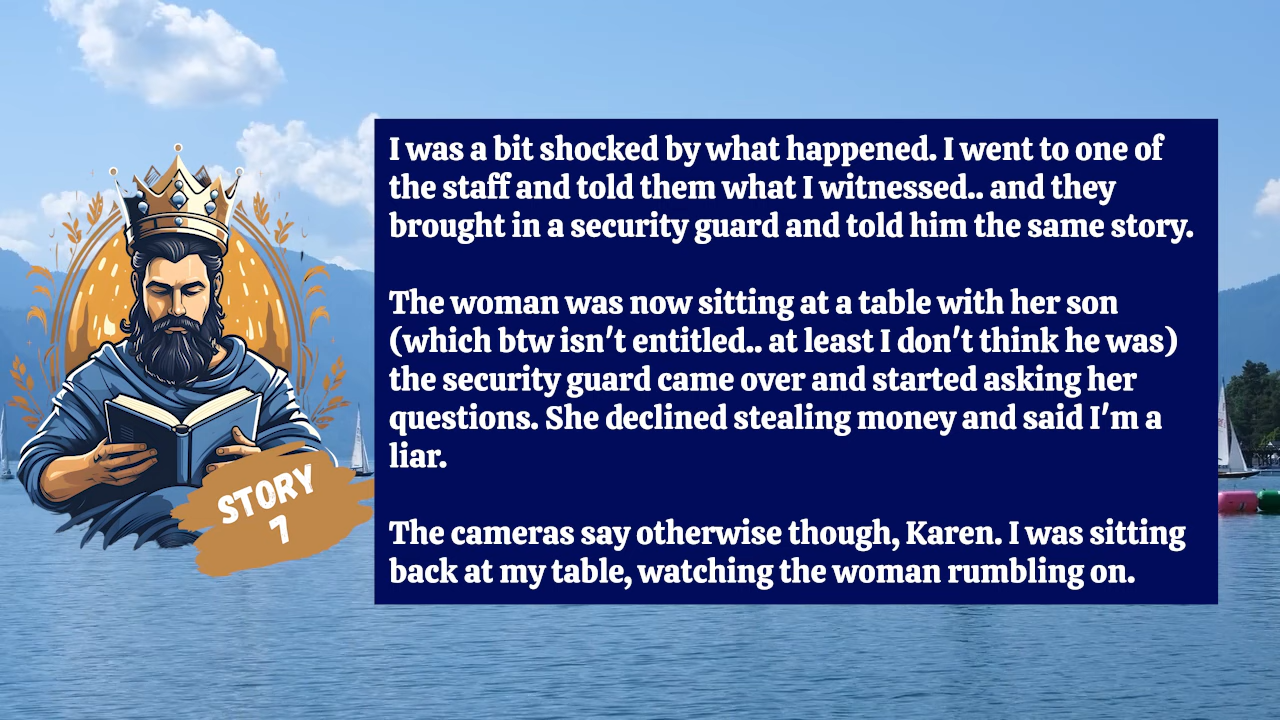 I was a bit shocked by what happened. I went to one of
the staff and told them what I witnessed.. and they
brought in a security guard and told him the same story.
The woman was now sitting at a table with her son
(which btw isn't entitled.. at least I don't think he was)
the security guard came over and started asking her
questions. She declined stealing money and said I'm a
liar.
The cameras say otherwise though, Karen. I was sitting
back at my table, watching the woman rumbling on.
STORY
7